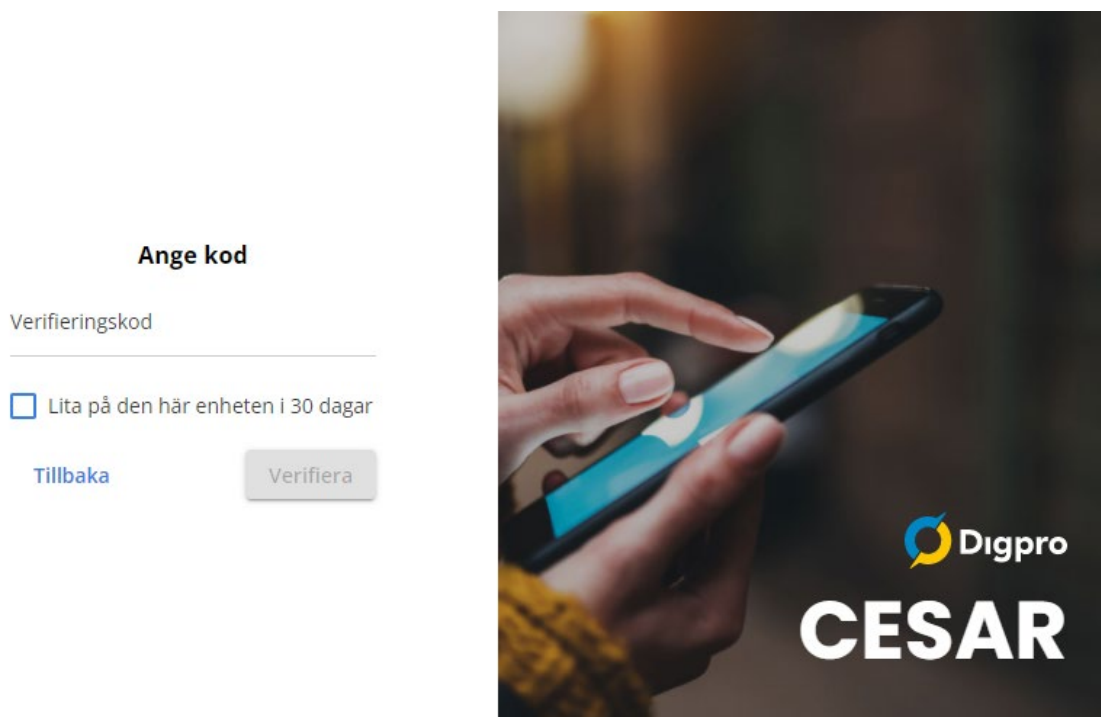 Ange kod
Verifieringskod
Lita på den här enheten i 30 dagar
Tillbaka
Verifiera
Digpro
CESAR